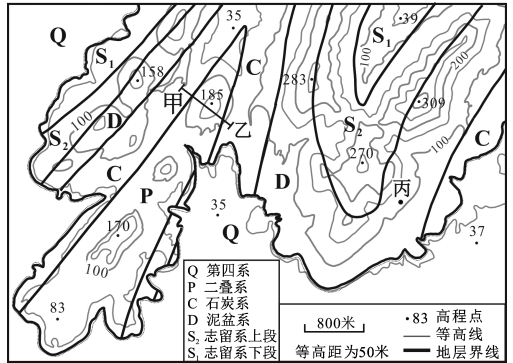 Q
S₁
35
39
S₁
100
158
C
283
200
甲
185
309
100
D
乙
S₂
S₂
270
100
C
C
P
D
丙
35
Q
37
170
100
83
Q 第四系
P 二叠系
C 石炭系
D 泥盆系
S₂ 志留系上段
S₁ 志留系下段
800米
等高距为50米
·83 高程点
等高线
地层界线